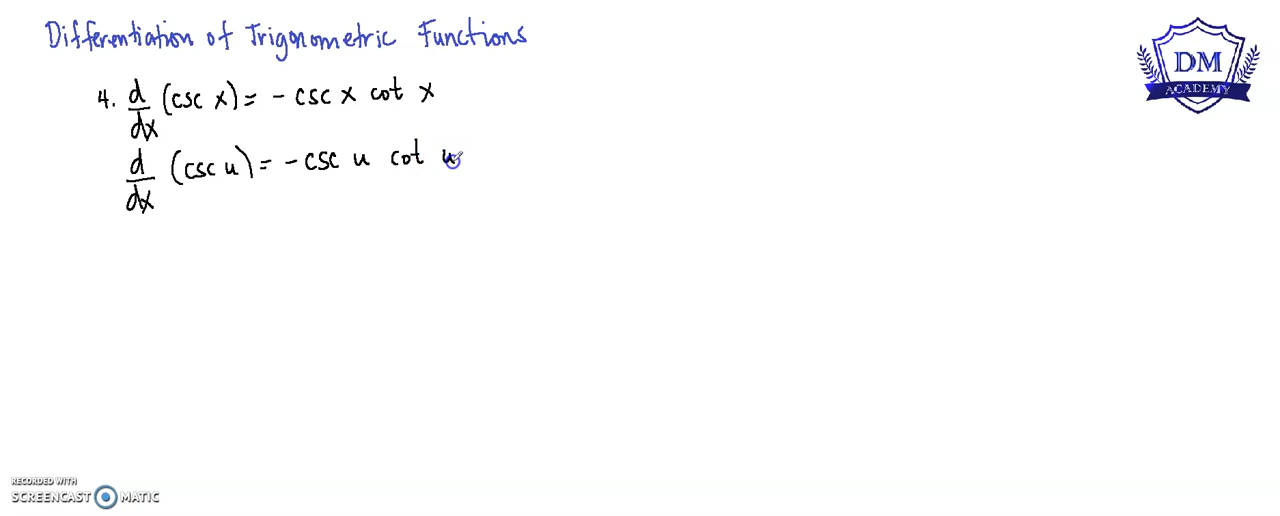 Differentiation of Trigonometric Functions
DM
ACADEMY
4. d/dx (csc x) = - csc x cot x
d/dx (csc u) = - csc u cot u
RECORDED WITH
SCREENCAST MATIC